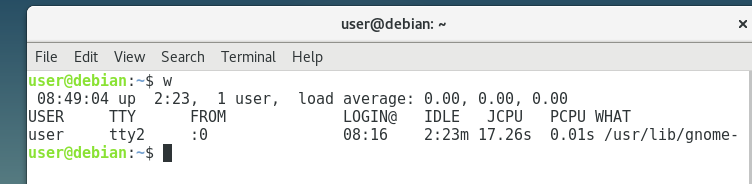 user@debian: ~
File Edit View Search Terminal Help
user@debian:~$ w
 08:49:04 up  2:23,  1 user,  load average: 0.00, 0.00, 0.00
USER     TTY      FROM             LOGIN@   IDLE   JCPU   PCPU WHAT
user     tty2     :0               08:16    2:23m 17.26s  0.01s /usr/lib/gnome-
user@debian:~$